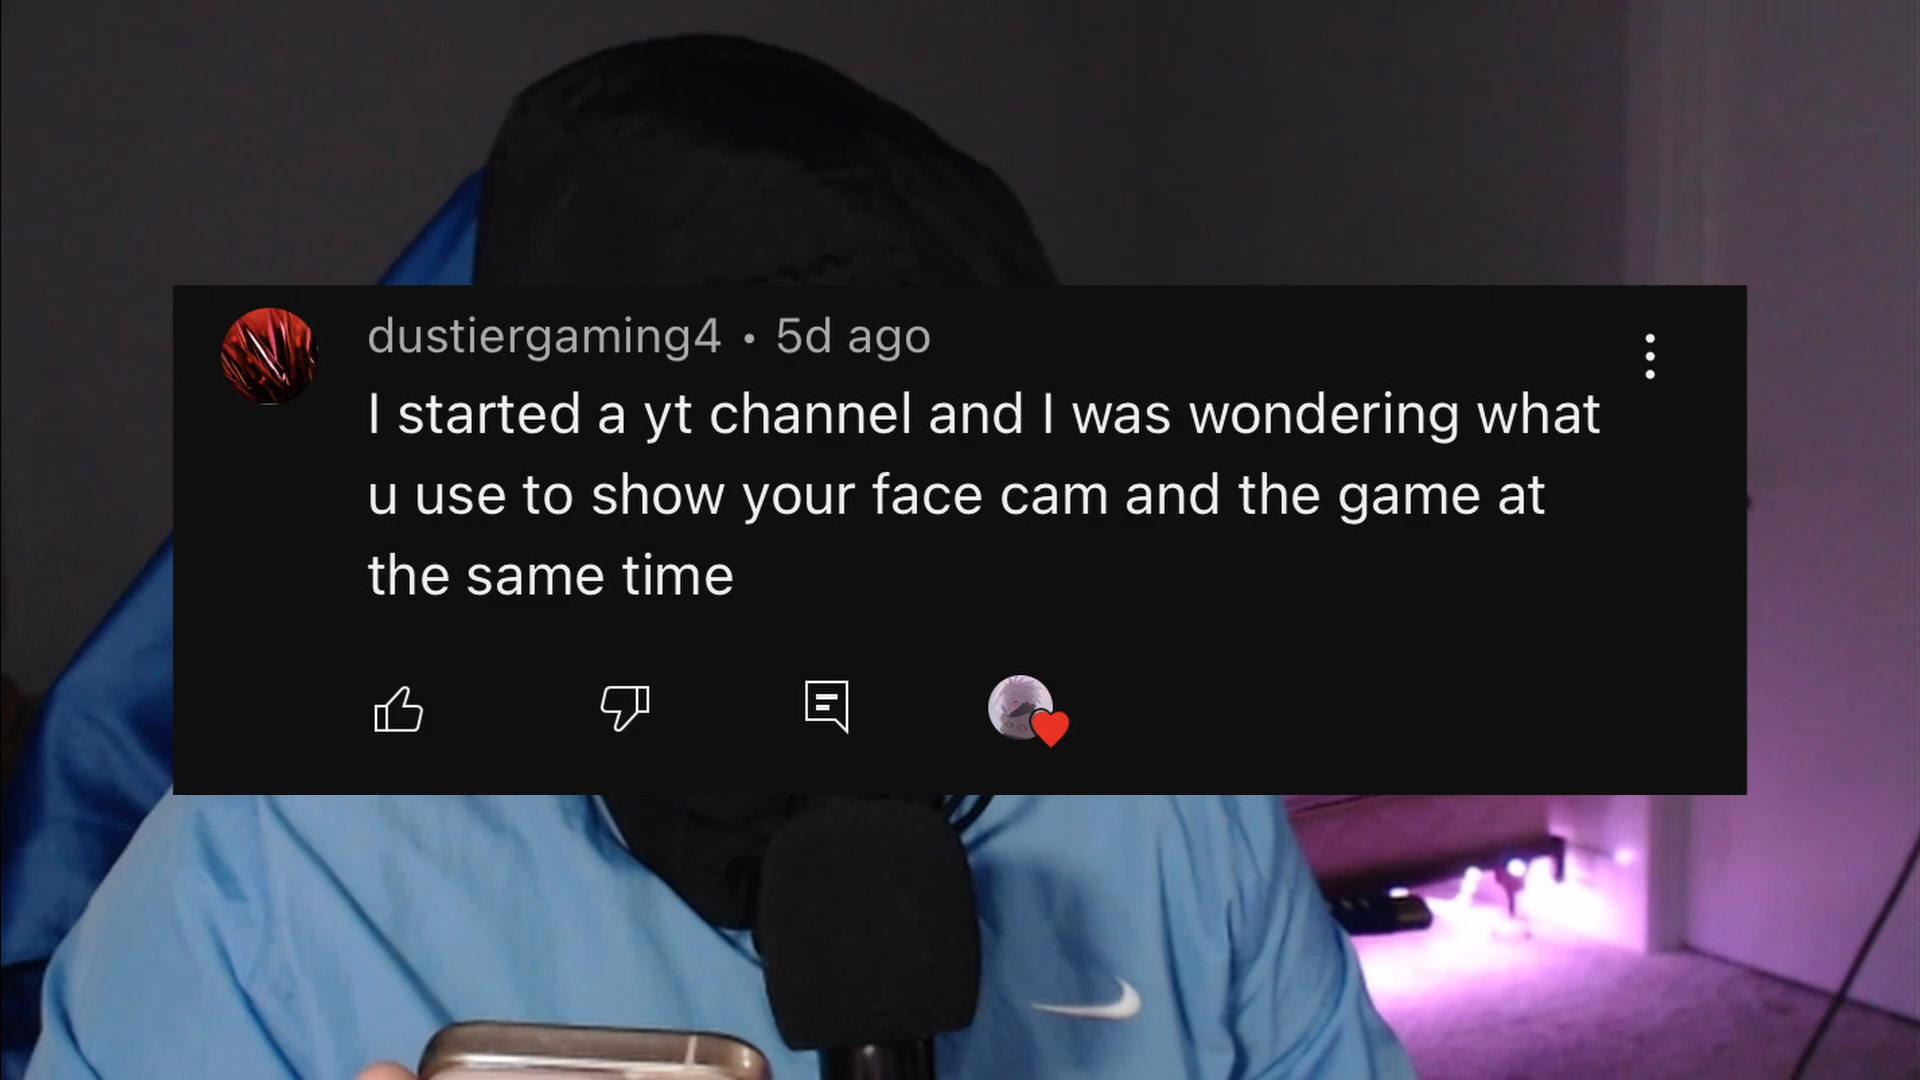 dustiergaming4 • 5d ago
I started a yt channel and I was wondering what
u use to show your face cam and the game at
the same time